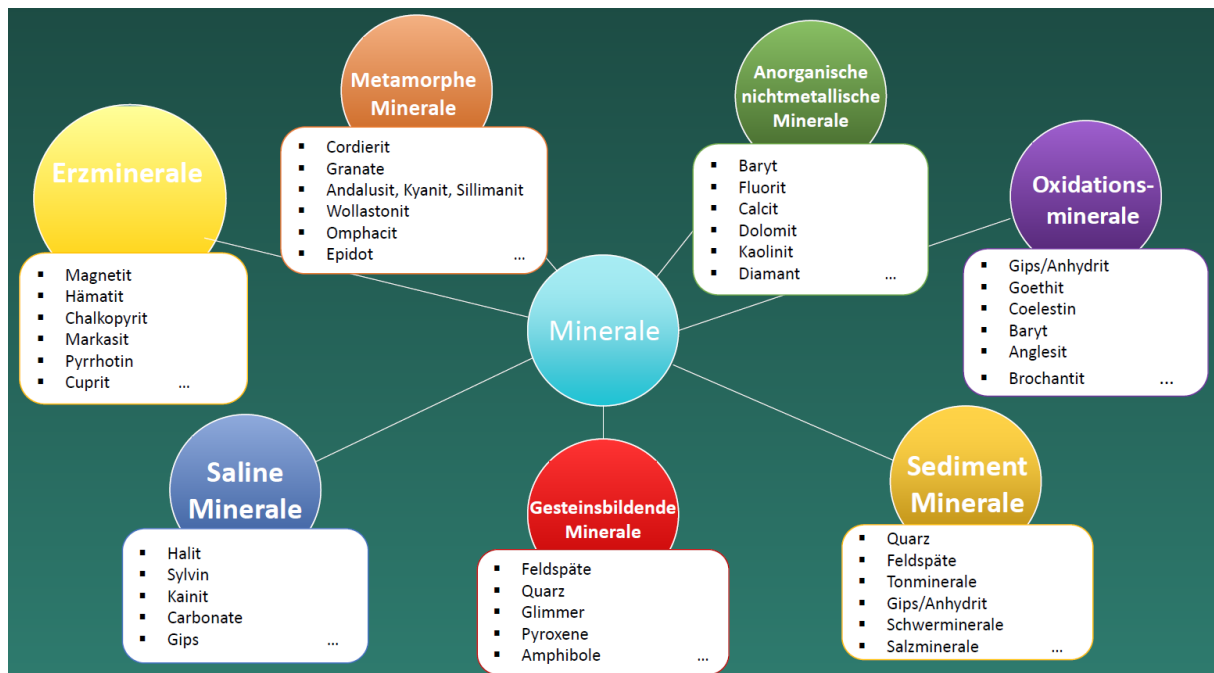 Metamorphe
Minerale
▪ Cordierit
▪ Granate
▪ Andalusit, Kyanit, Sillimanit
▪ Wollastonit
▪ Omphacit
▪ Epidot ...
Anorganische
nichtmetallische
Minerale
▪ Baryt
▪ Fluorit
▪ Calcit
▪ Dolomit
▪ Kaolinit
▪ Diamant ...
Erzminerale
▪ Magnetit
▪ Hämatit
▪ Chalkopyrit
▪ Markasit
▪ Pyrrhotin
▪ Cuprit ...
Oxidations-
minerale
▪ Gips/Anhydrit
▪ Goethit
▪ Coelestin
▪ Baryt
▪ Anglesit
▪ Brochantit ...
Minerale
Saline
Minerale
▪ Halit
▪ Sylvin
▪ Kainit
▪ Carbonate
▪ Gips ...
Gesteinsbildende
Minerale
▪ Feldspäte
▪ Quarz
▪ Glimmer
▪ Pyroxene
▪ Amphibole ...
Sediment
Minerale
▪ Quarz
▪ Feldspäte
▪ Tonminerale
▪ Gips/Anhydrit
▪ Schwerminerale
▪ Salzminerale ...